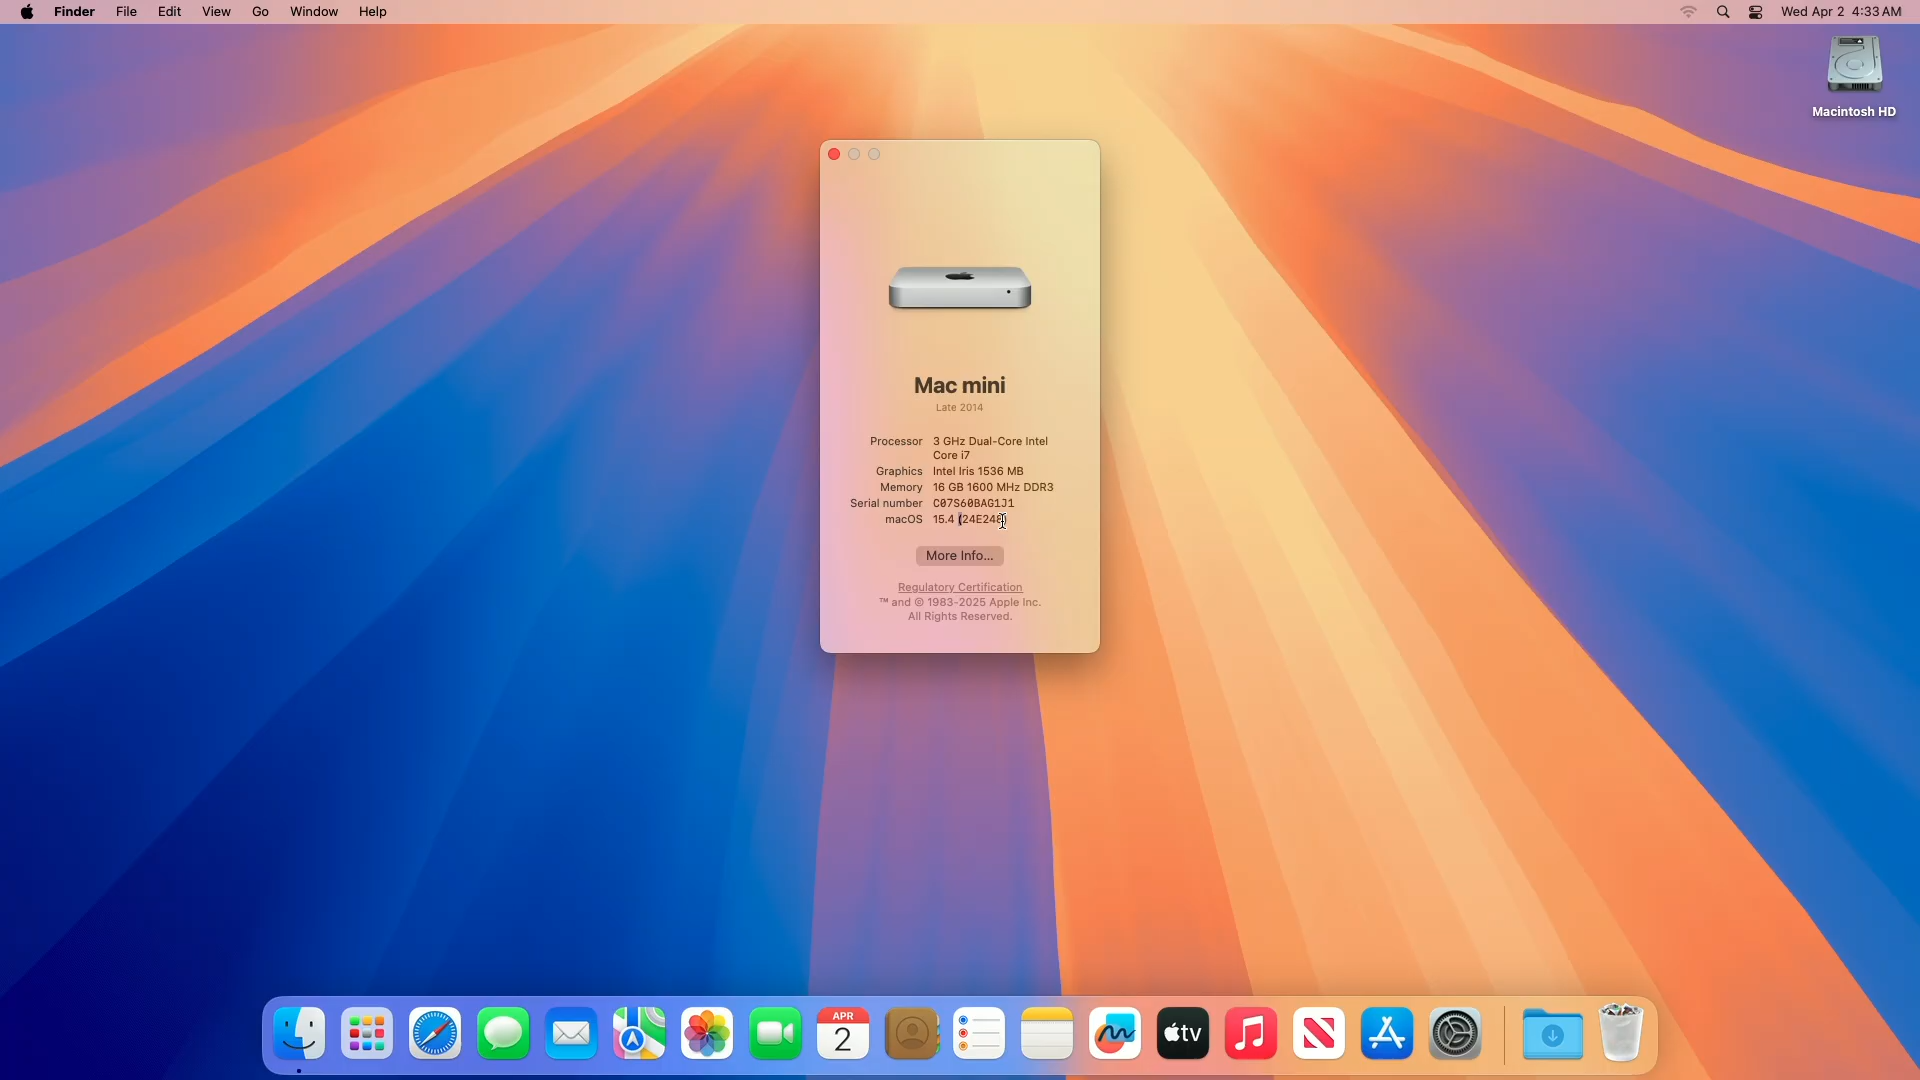 Finder File Edit View Go Window Help Wed Apr 2 4:33 AM
Macintosh HD
Mac mini
Late 2014
Processor 3 GHz Dual-Core Intel
Core i7
Graphics Intel Iris 1536 MB
Memory 16 GB 1600 MHz DDR3
Serial number C07S60BAG1J1
macOS 15.4 (24E248)
More Info...
Regulatory Certification
™ and © 1983-2025 Apple Inc.
All Rights Reserved.
APR
2
tv